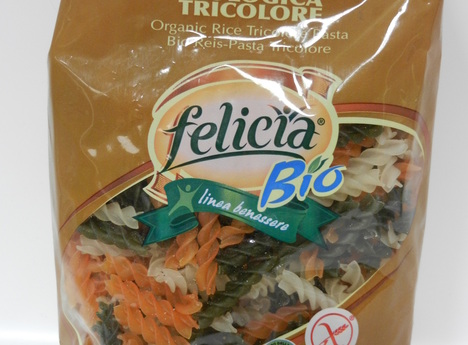 TRICOLORE
Organic Rice Tricolore Pasta
Bio Reis-Pasta Tricolore
felicia®
Bio
linea benessere